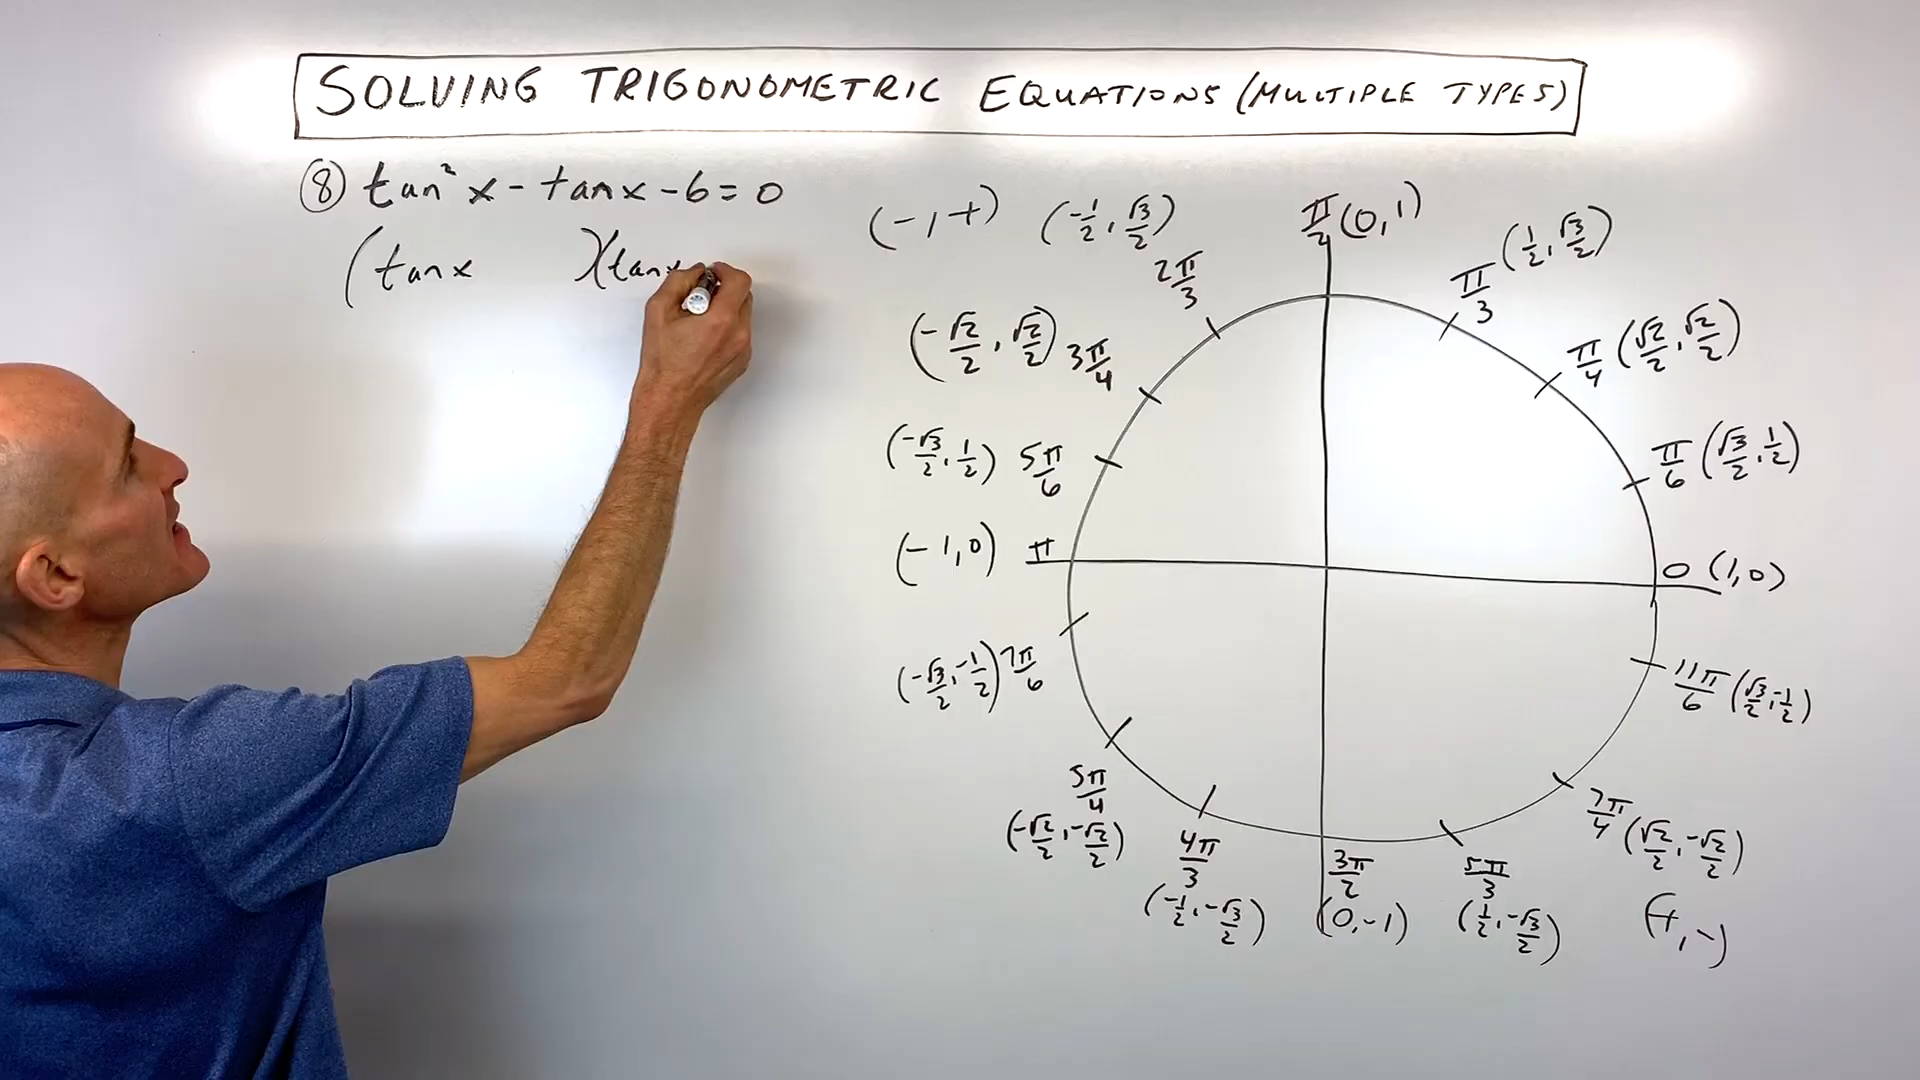 SOLVING TRIGONOMETRIC EQUATIONS (MULTIPLE TYPES)
⑧ tan² x - tan x - 6 = 0
(tan x )(tan x
(-, +)
(-1/2, √3/2) 2π/3
π/2 (0, 1)
π/3 (1/2, √3/2)
(-√2/2, √2/2) 3π/4
π/4 (√2/2, √2/2)
(-√3/2, 1/2) 5π/6
π/6 (√3/2, 1/2)
(-1, 0) π
0 (1, 0)
(-√3/2, -1/2) 7π/6
11π/6 (√3/2, -1/2)
5π/4 (-√2/2, -√2/2)
7π/4 (√2/2, -√2/2)
4π/3 (-1/2, -√3/2)
3π/2 (0, -1)
5π/3 (1/2, -√3/2)
(+, -)